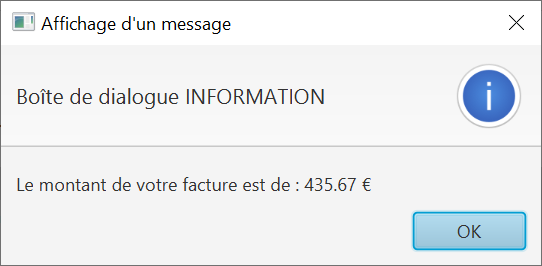 Affichage d'un message
Boîte de dialogue INFORMATION
i
Le montant de votre facture est de : 435.67 €
OK